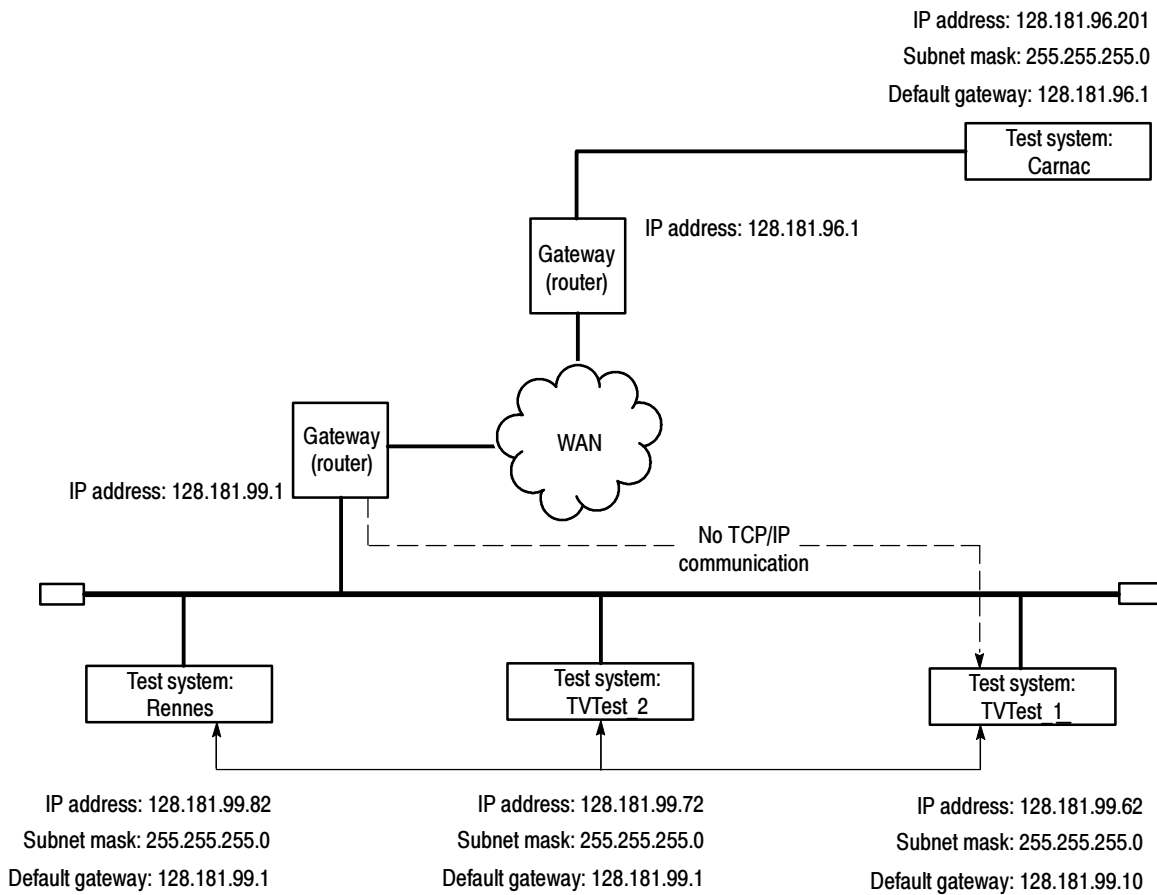 IP address: 128.181.96.201
Subnet mask: 255.255.255.0
Default gateway: 128.181.96.1
Test system:
Carnac
IP address: 128.181.96.1
Gateway
(router)
Gateway
(router)
WAN
IP address: 128.181.99.1
No TCP/IP
communication
Test system:
Rennes
Test system:
TVTest_2
Test system:
TVTest_1
IP address: 128.181.99.82
Subnet mask: 255.255.255.0
Default gateway: 128.181.99.1
IP address: 128.181.99.72
Subnet mask: 255.255.255.0
Default gateway: 128.181.99.1
IP address: 128.181.99.62
Subnet mask: 255.255.255.0
Default gateway: 128.181.99.10